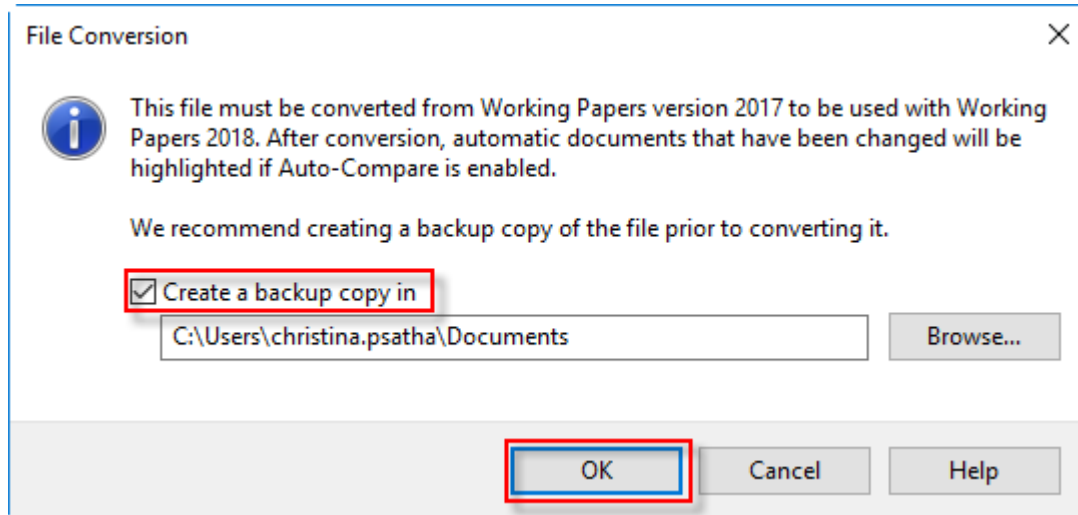 File Conversion
This file must be converted from Working Papers version 2017 to be used with Working
Papers 2018. After conversion, automatic documents that have been changed will be
highlighted if Auto-Compare is enabled.
We recommend creating a backup copy of the file prior to converting it.
Create a backup copy in
C:\Users\christina.psatha\Documents
Browse...
OK
Cancel
Help